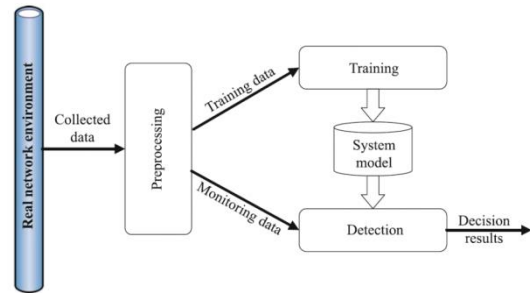 Real network environment
Collected
data
Preprocessing
Training data
Monitoring data
Training
System
model
Detection
Decision
results